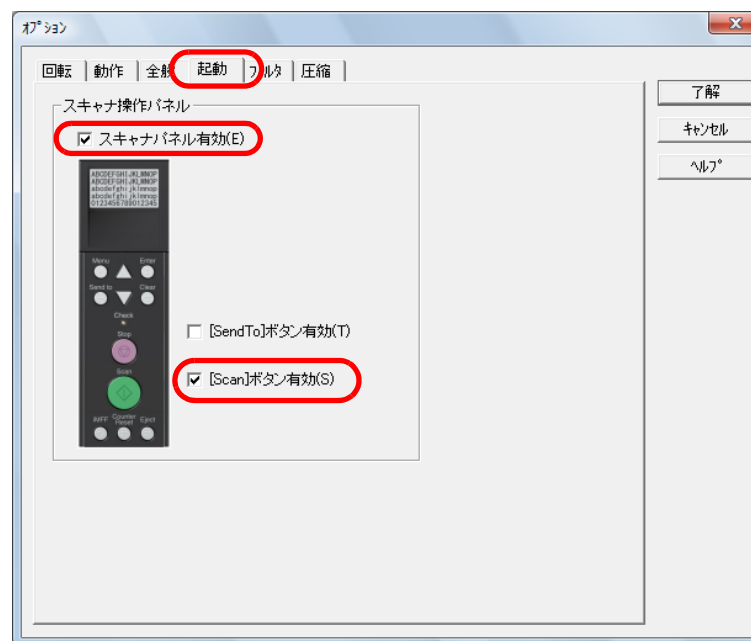 オプション
回転 動作 全般 起動 フィルタ 圧縮
了解
キャンセル
ヘルプ
スキャナ操作パネル
スキャナパネル有効(E)
ABCDEFGHIJKLMNOP
ABCDEFGHIJKLMNOP
abcdefghijklmnop
abcdefghijklmnop
0123456789012345
Menu Enter
Send to Clear
Check
Stop
Scan
IMFF Counter Reset Eject
[SendTo]ボタン有効(T)
[Scan]ボタン有効(S)